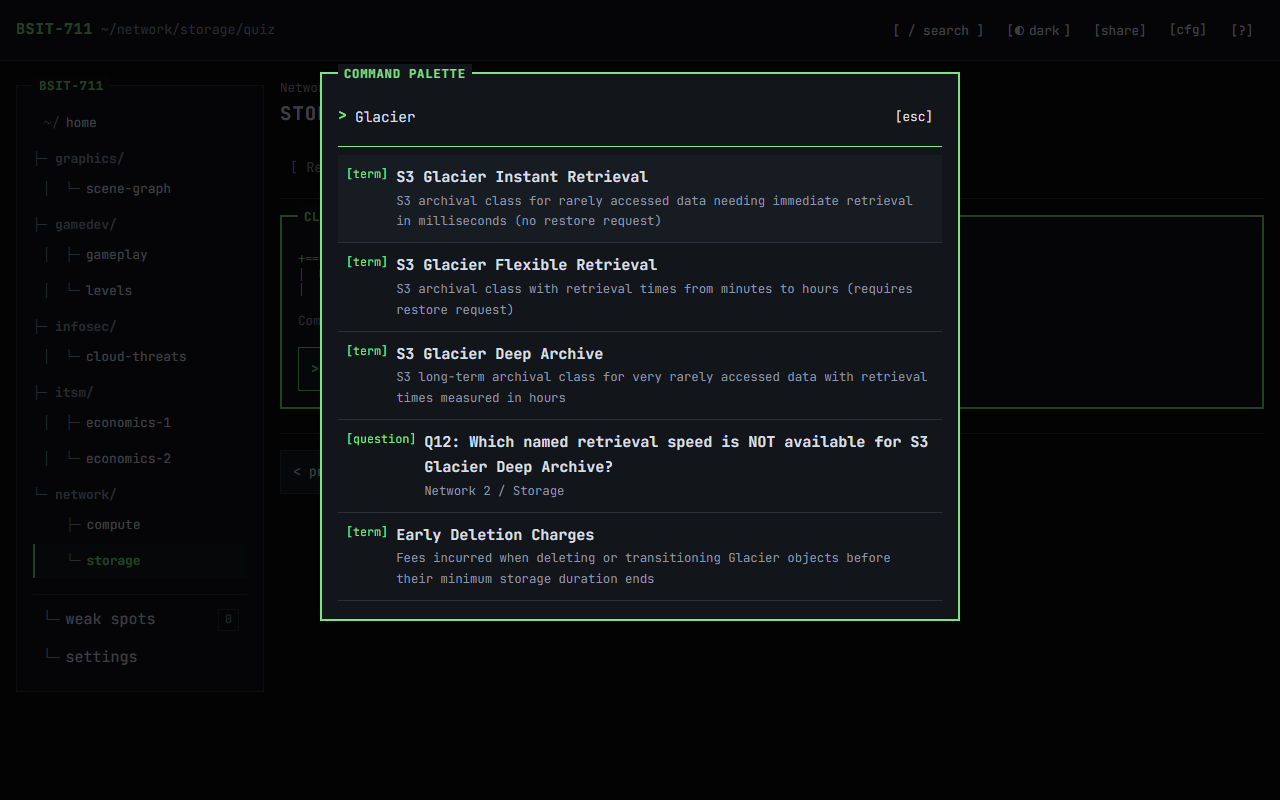 BSIT-711 ~/network/storage/quiz
[ / search ] [◐ dark ] [share] [cfg] [?]
BSIT-711
~/ home
├─ graphics/
│ └─ scene-graph
├─ gamedev/
│ ├─ gameplay
│ └─ levels
├─ infosec/
│ └─ cloud-threats
├─ itsm/
│ ├─ economics-1
│ └─ economics-2
└─ network/
├─ compute
└─ storage
└─ weak spots 0
└─ settings
COMMAND PALETTE
> Glacier [esc]
[term] S3 Glacier Instant Retrieval
S3 archival class for rarely accessed data needing immediate retrieval
in milliseconds (no restore request)
[term] S3 Glacier Flexible Retrieval
S3 archival class with retrieval times from minutes to hours (requires
restore request)
[term] S3 Glacier Deep Archive
S3 long-term archival class for very rarely accessed data with retrieval
times measured in hours
[question] Q12: Which named retrieval speed is NOT available for S3
Glacier Deep Archive?
Network 2 / Storage
[term] Early Deletion Charges
Fees incurred when deleting or transitioning Glacier objects before
their minimum storage duration ends